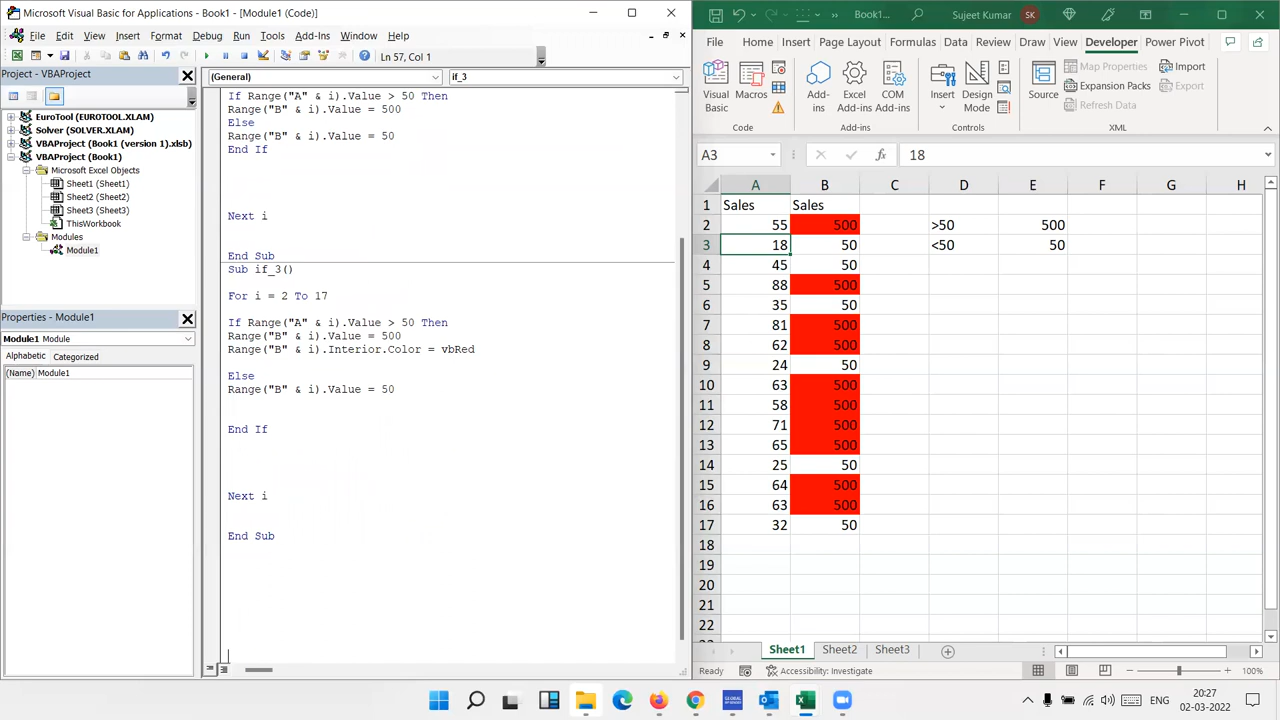 Microsoft Visual Basic for Applications - Book1 - [Module1 (Code)]
File Edit View Insert Format Debug Run Tools Add-Ins Window Help
Ln 57, Col 1
Project - VBAProject
EuroTool (EUROTOOL.XLAM)
Solver (SOLVER.XLAM)
VBAProject (Book1 (version 1).xlsb)
VBAProject (Book1)
Microsoft Excel Objects
Sheet1 (Sheet1)
Sheet2 (Sheet2)
Sheet3 (Sheet3)
ThisWorkbook
Modules
Module1
Properties - Module1
Module1 Module
Alphabetic Categorized
(Name) Module1
(General) if_3
If Range("A" & i).Value > 50 Then
Range("B" & i).Value = 500
Else
Range("B" & i).Value = 50
End If
Next i
End Sub
Sub if_3()
For i = 2 To 17
If Range("A" & i).Value > 50 Then
Range("B" & i).Value = 500
Range("B" & i).Interior.Color = vbRed
Else
Range("B" & i).Value = 50
End If
Next i
End Sub
Book1... Sujeet Kumar SK
File Home Insert Page Layout Formulas Data Review Draw View Developer Power Pivot
Visual Basic Macros Add-ins Excel Add-ins COM Add-ins Insert Design Mode Source Map Properties Expansion Packs Refresh Data Import Export
Code Add-ins Controls XML
A3 fx 18
A B C D E F G H
1 Sales Sales
2 55 500 >50 500
3 18 50 <50 50
4 45 50
5 88 500
6 35 50
7 81 500
8 62 500
9 24 50
10 63 500
11 58 500
12 71 500
13 65 500
14 25 50
15 64 500
16 63 500
17 32 50
18
19
20
21
22
Sheet1 Sheet2 Sheet3
Ready Accessibility: Investigate 100%
ENG 20:27
02-03-2022